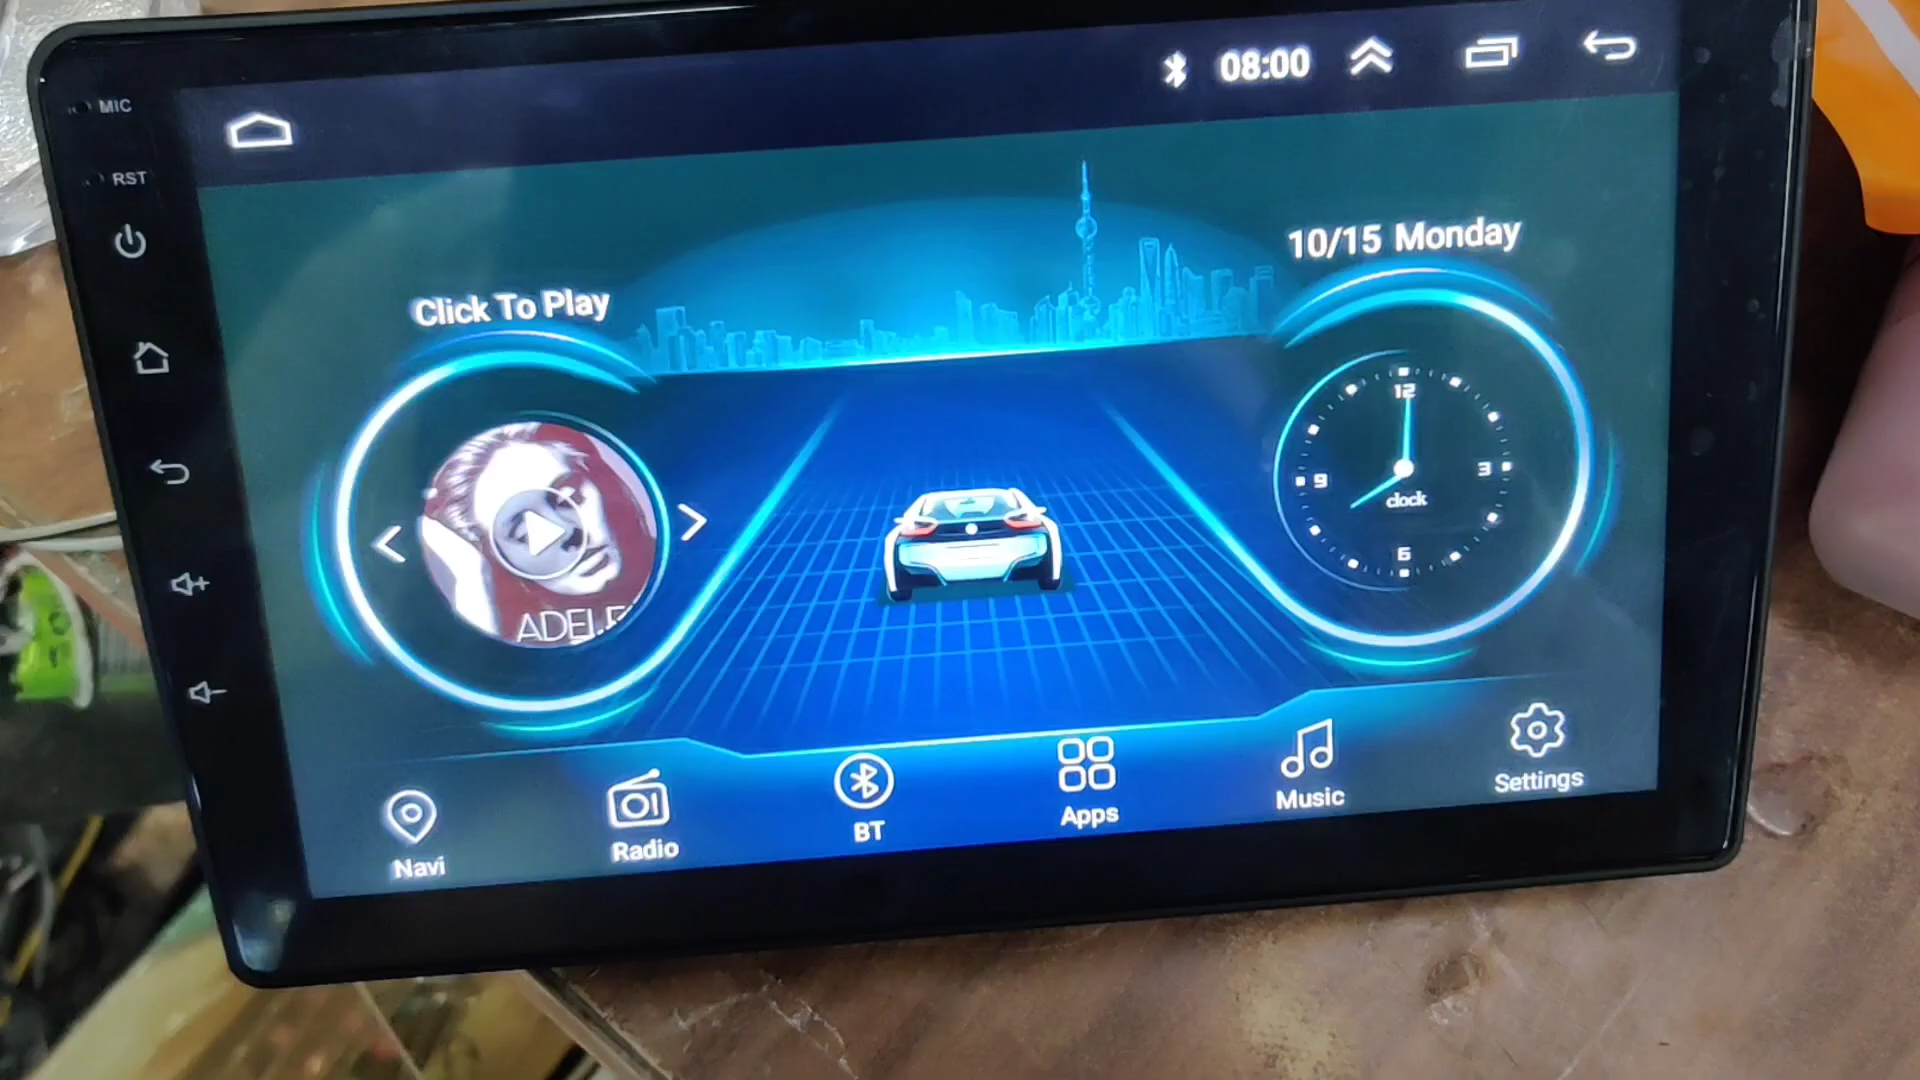 MIC
08:00
RST
10/15 Monday
Click To Play
12
9
3
clock
6
ADELE
Navi
Radio
BT
Apps
Music
Settings